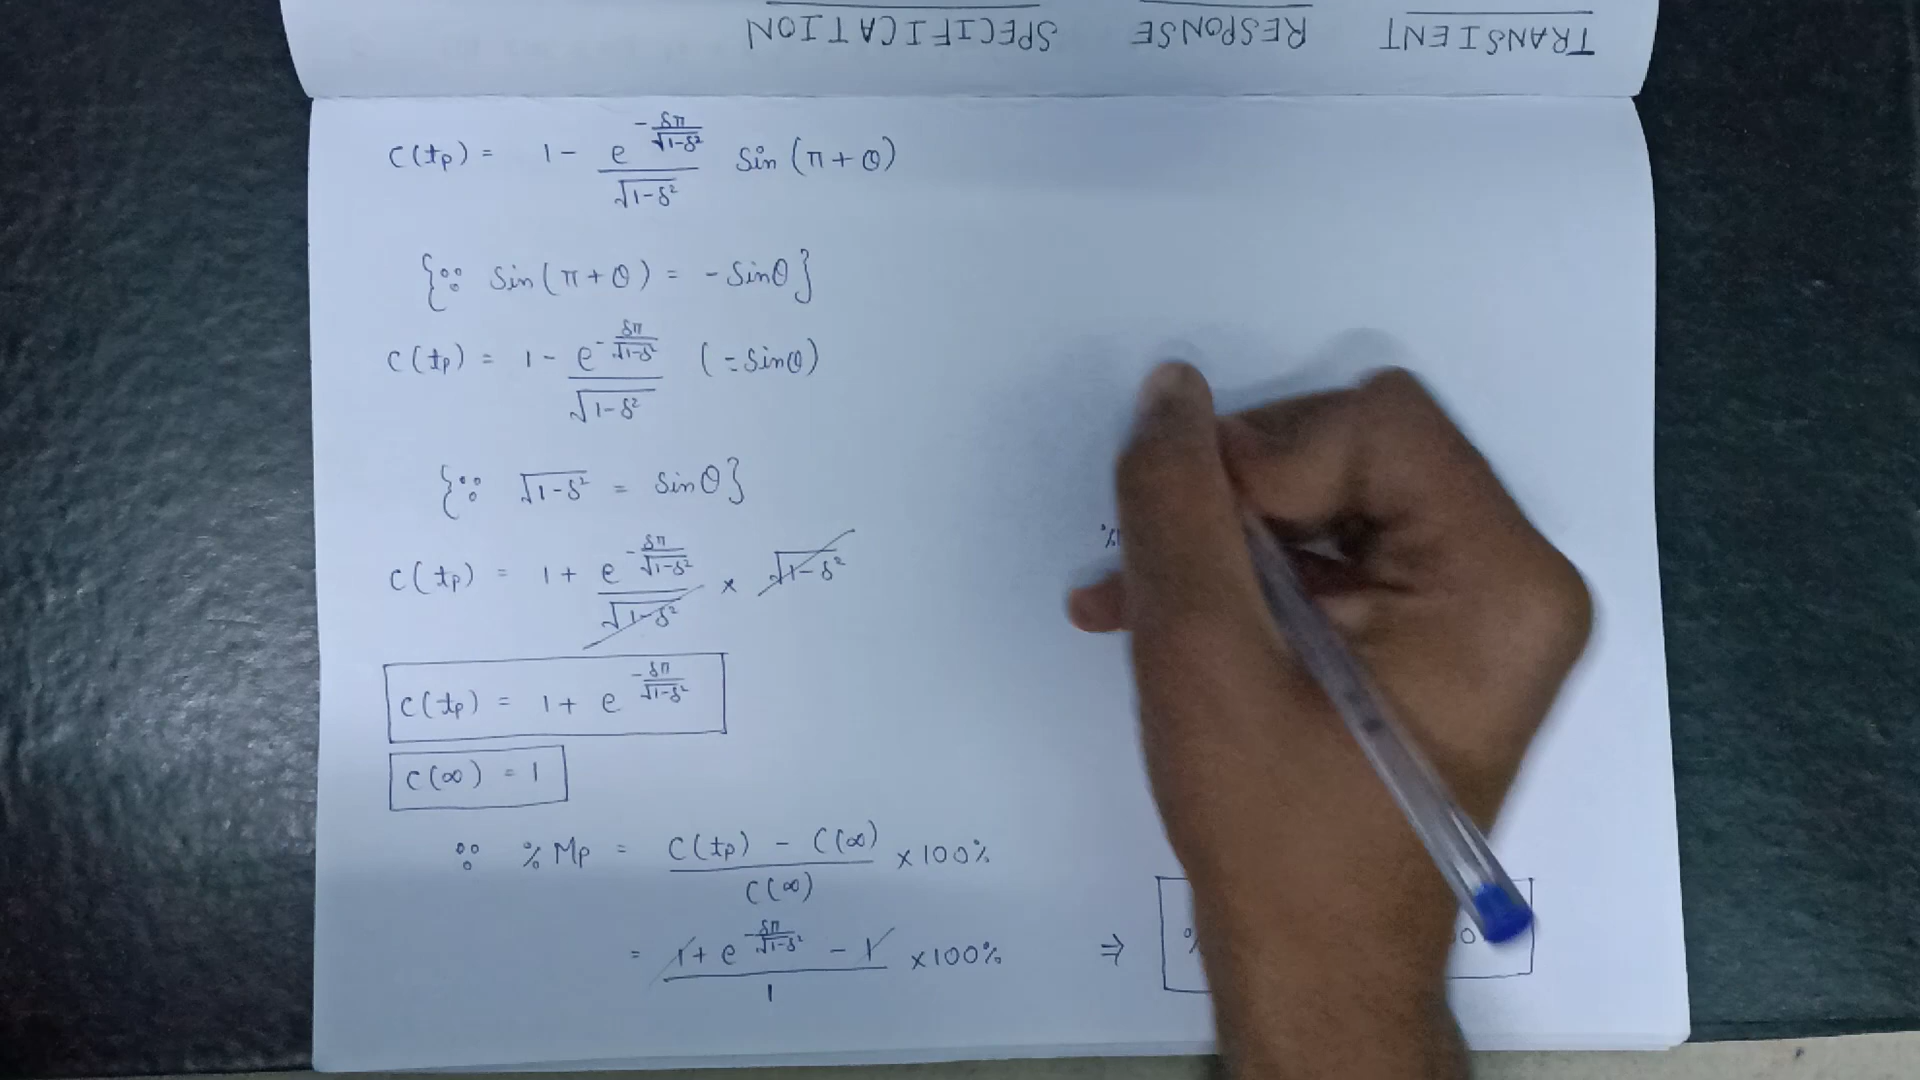 TRANSIENT RESPONSE SPECIFICATION
C(tp) = 1 - e^(-δπ/√(1-δ²)) / √(1-δ²) Sin (π + θ)
{∵ Sin(π + θ) = - Sinθ}
C(tp) = 1 - e^(-δπ/√(1-δ²)) / √(1-δ²) (-Sinθ)
{∵ √(1-δ²) = Sinθ}
C(tp) = 1 + e^(-δπ/√(1-δ²)) / √(1-δ²) × √(1-δ²)
C(tp) = 1 + e^(-δπ/√(1-δ²))
C(∞) = 1
∴ % Mp = (C(tp) - C(∞)) / C(∞) × 100%
= (1 + e^(-δπ/√(1-δ²)) - 1) / 1 × 100% ⇒